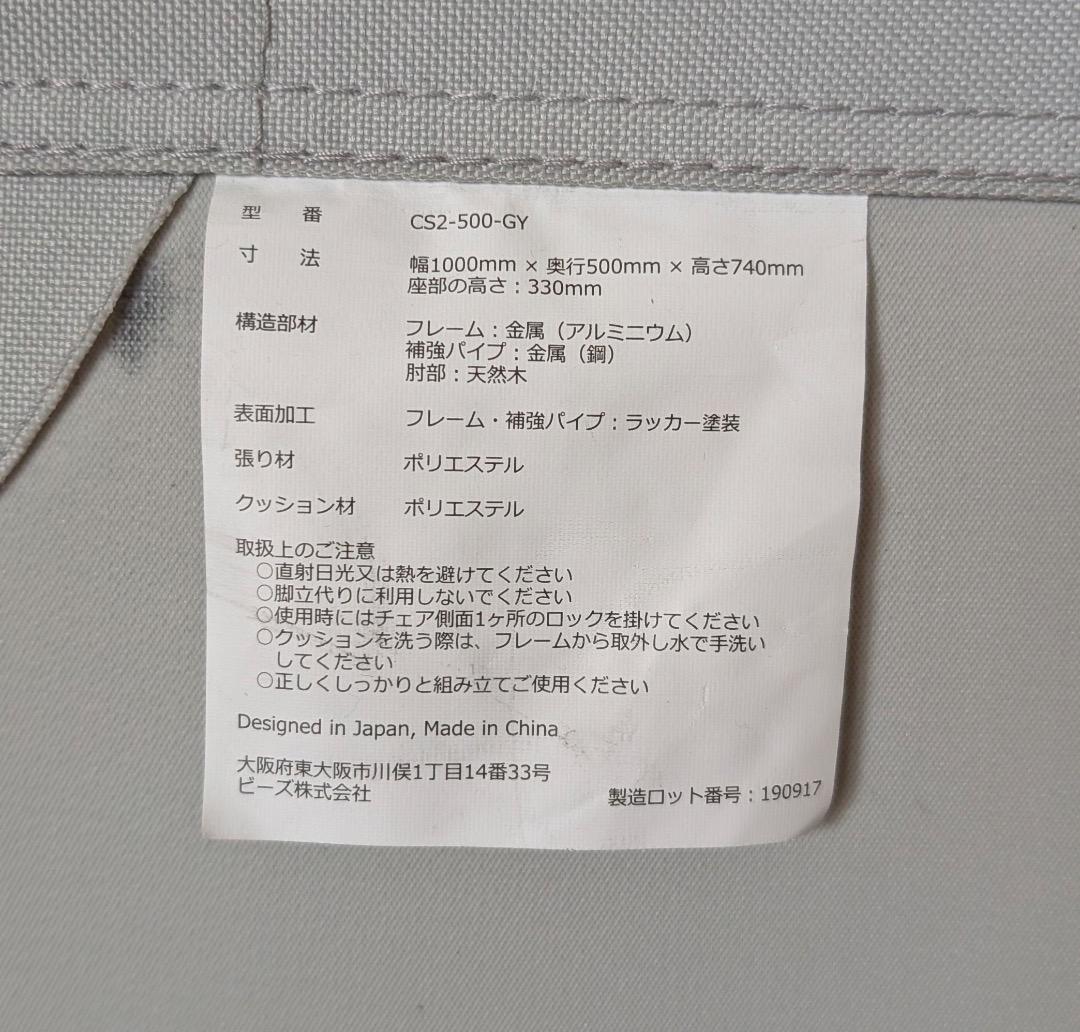 型 番 CS2-500-GY
寸 法 幅1000mm × 奥行500mm × 高さ740mm
座部の高さ：330mm
構造部材 フレーム：金属（アルミニウム）
補強パイプ：金属（鋼）
肘部：天然木
表面加工 フレーム・補強パイプ：ラッカー塗装
張り材 ポリエステル
クッション材 ポリエステル
取扱上のご注意
○直射日光又は熱を避けてください
○脚立代りに利用しないでください
○使用時にはチェア側面1ヶ所のロックを掛けてください
○クッションを洗う際は、フレームから取外し水で手洗い
してください
○正しくしっかりと組み立てご使用ください
Designed in Japan, Made in China
大阪府東大阪市川俣1丁目14番33号
ビーズ株式会社 製造ロット番号：190917